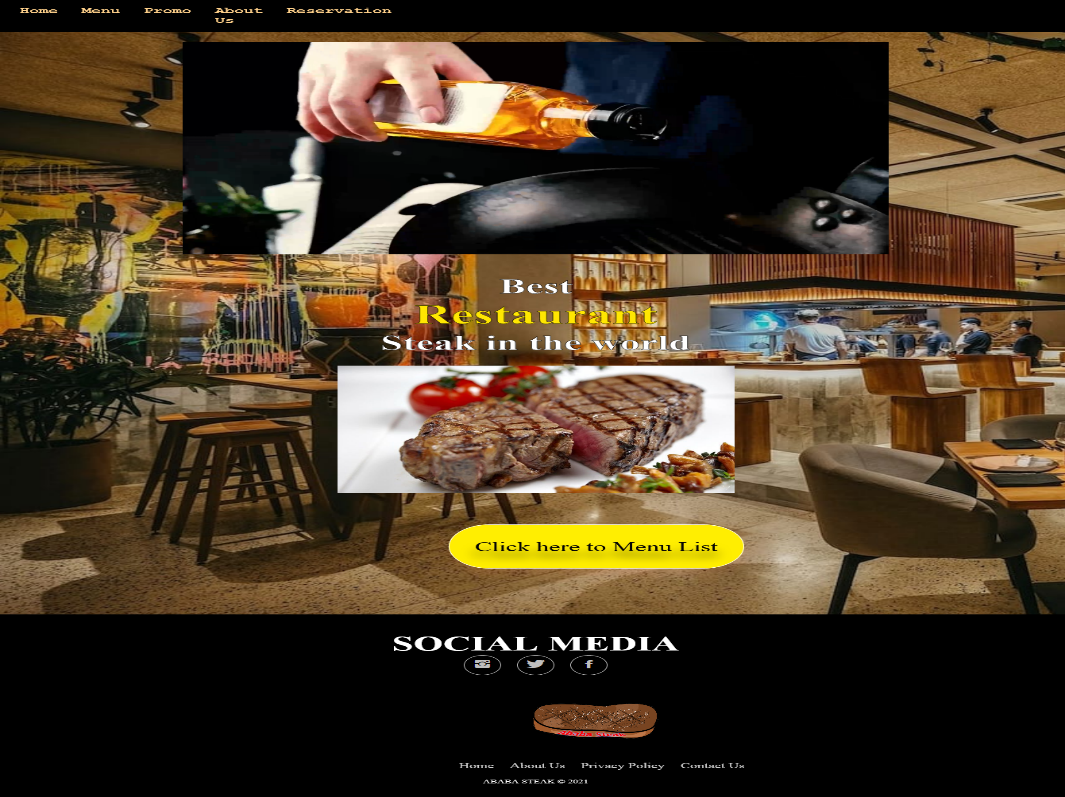 Home Menu Promo About Us Reservation
Best
Restaurant
Steak in the world
Click here to Menu List
SOCIAL MEDIA
Home About Us Privacy Policy Contact Us
ABABA STEAK © 2021